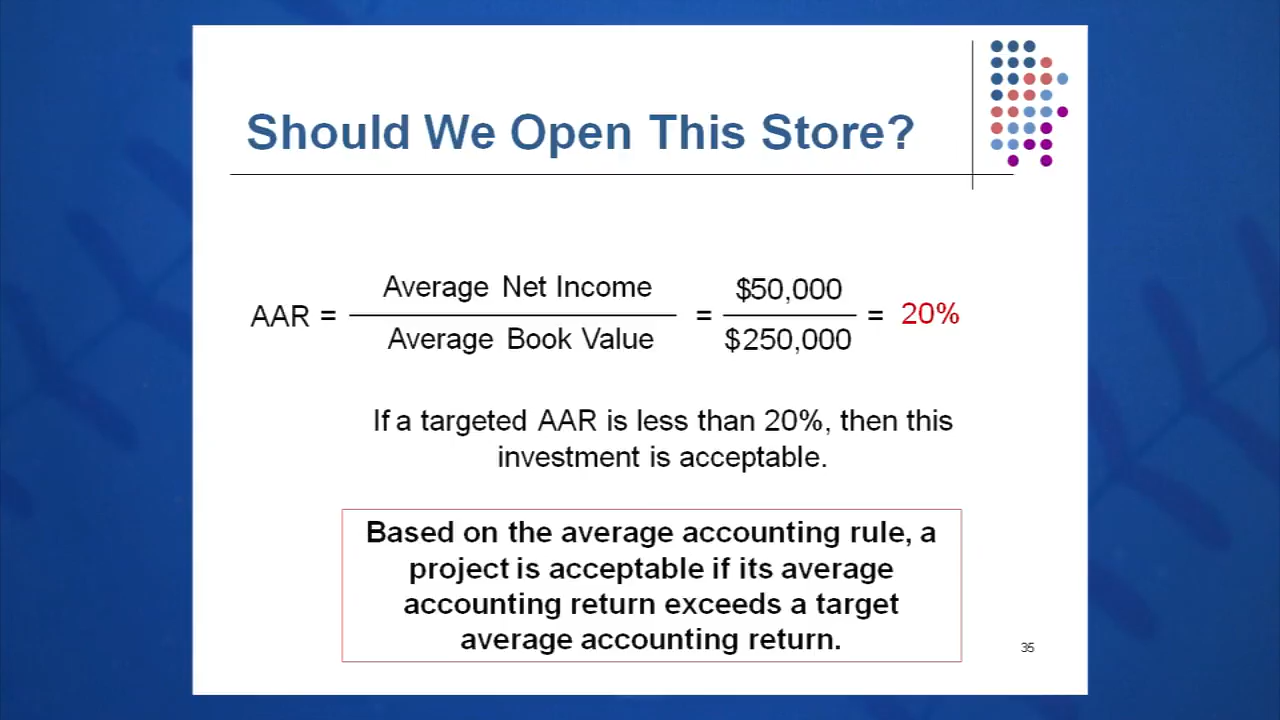 Should We Open This Store?
AAR = Average Net Income / Average Book Value = $50,000 / $250,000 = 20%
If a targeted AAR is less than 20%, then this
investment is acceptable.
Based on the average accounting rule, a
project is acceptable if its average
accounting return exceeds a target
average accounting return.
35